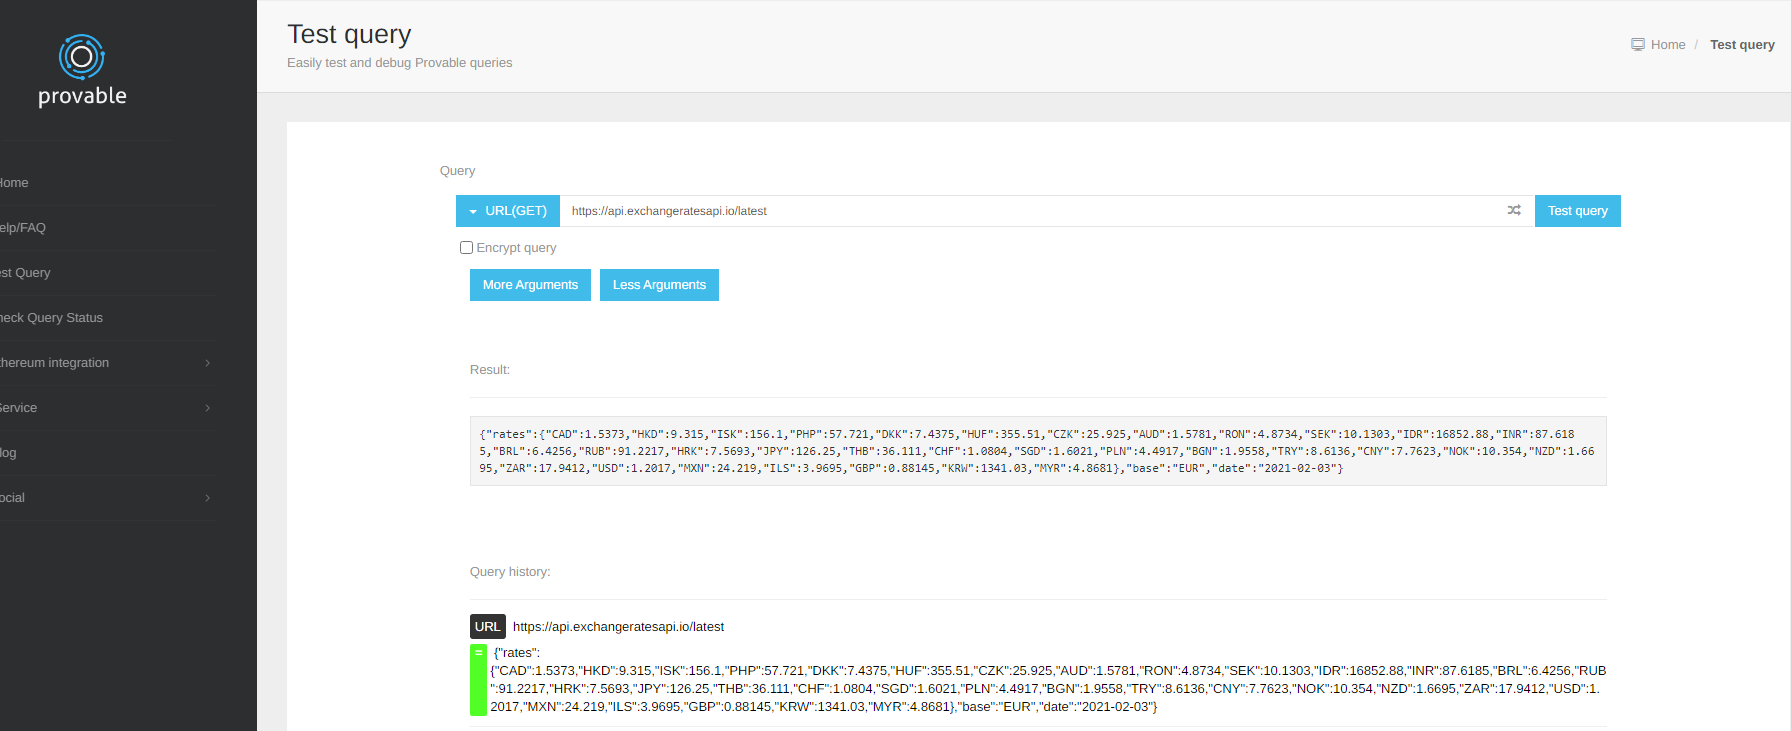 provable
Home
elp/FAQ
est Query
heck Query Status
thereum integration
Service
log
ocial
Test query
Easily test and debug Provable queries
Home / Test query
Query
URL(GET) https://api.exchangeratesapi.io/latest Test query
Encrypt query
More Arguments Less Arguments
Result:
{"rates":{"CAD":1.5373,"HKD":9.315,"ISK":156.1,"PHP":57.721,"DKK":7.4375,"HUF":355.51,"CZK":25.925,"AUD":1.5781,"RON":4.8734,"SEK":10.1303,"IDR":16852.88,"INR":87.618
5,"BRL":6.4256,"RUB":91.2217,"HRK":7.5693,"JPY":126.25,"THB":36.111,"CHF":1.0804,"SGD":1.6021,"PLN":4.4917,"BGN":1.9558,"TRY":8.6136,"CNY":7.7623,"NOK":10.354,"NZD":1.66
95,"ZAR":17.9412,"USD":1.2017,"MXN":24.219,"ILS":3.9695,"GBP":0.88145,"KRW":1341.03,"MYR":4.8681},"base":"EUR","date":"2021-02-03"}
Query history:
URL https://api.exchangeratesapi.io/latest
= {"rates":
{"CAD":1.5373,"HKD":9.315,"ISK":156.1,"PHP":57.721,"DKK":7.4375,"HUF":355.51,"CZK":25.925,"AUD":1.5781,"RON":4.8734,"SEK":10.1303,"IDR":16852.88,"INR":87.6185,"BRL":6.4256,"RUB
":91.2217,"HRK":7.5693,"JPY":126.25,"THB":36.111,"CHF":1.0804,"SGD":1.6021,"PLN":4.4917,"BGN":1.9558,"TRY":8.6136,"CNY":7.7623,"NOK":10.354,"NZD":1.6695,"ZAR":17.9412,"USD":1.
2017,"MXN":24.219,"ILS":3.9695,"GBP":0.88145,"KRW":1341.03,"MYR":4.8681},"base":"EUR","date":"2021-02-03"}